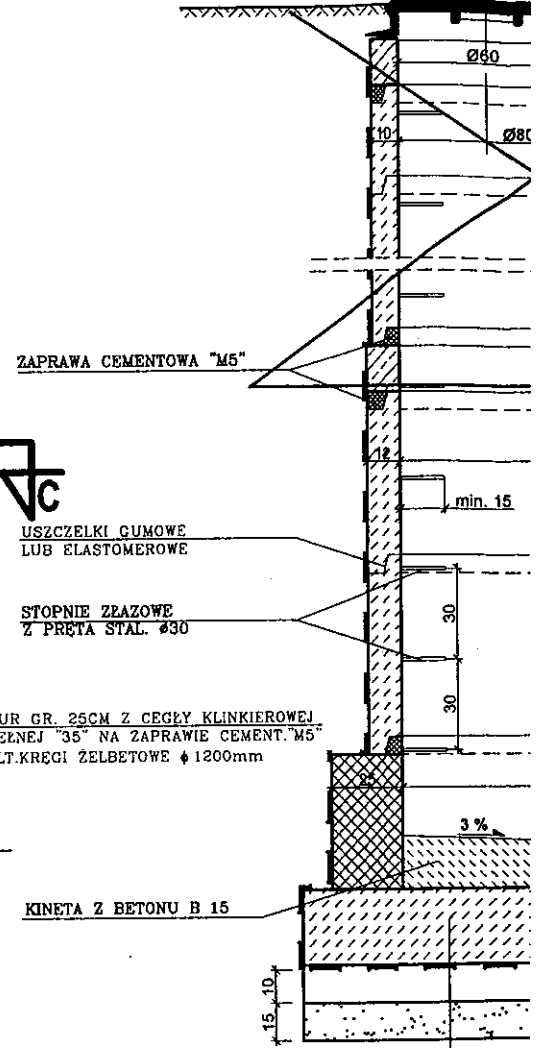 Ø60
10
Ø80
ZAPRAWA CEMENTOWA "M5"
12
C
min. 15
USZCZELKI GUMOWE
LUB ELASTOMEROWE
STOPNIE ZŁAZOWE
Z PRĘTA STAL. ø30
30
30
UR GR. 25CM Z CEGŁY KLINKIEROWEJ
EŁNEJ "35" NA ZAPRAWIE CEMENT."M5"
LT.KRĘGI ŻELBETOWE ϕ1200mm
25
3 %
KINETA Z BETONU B 15
10
15